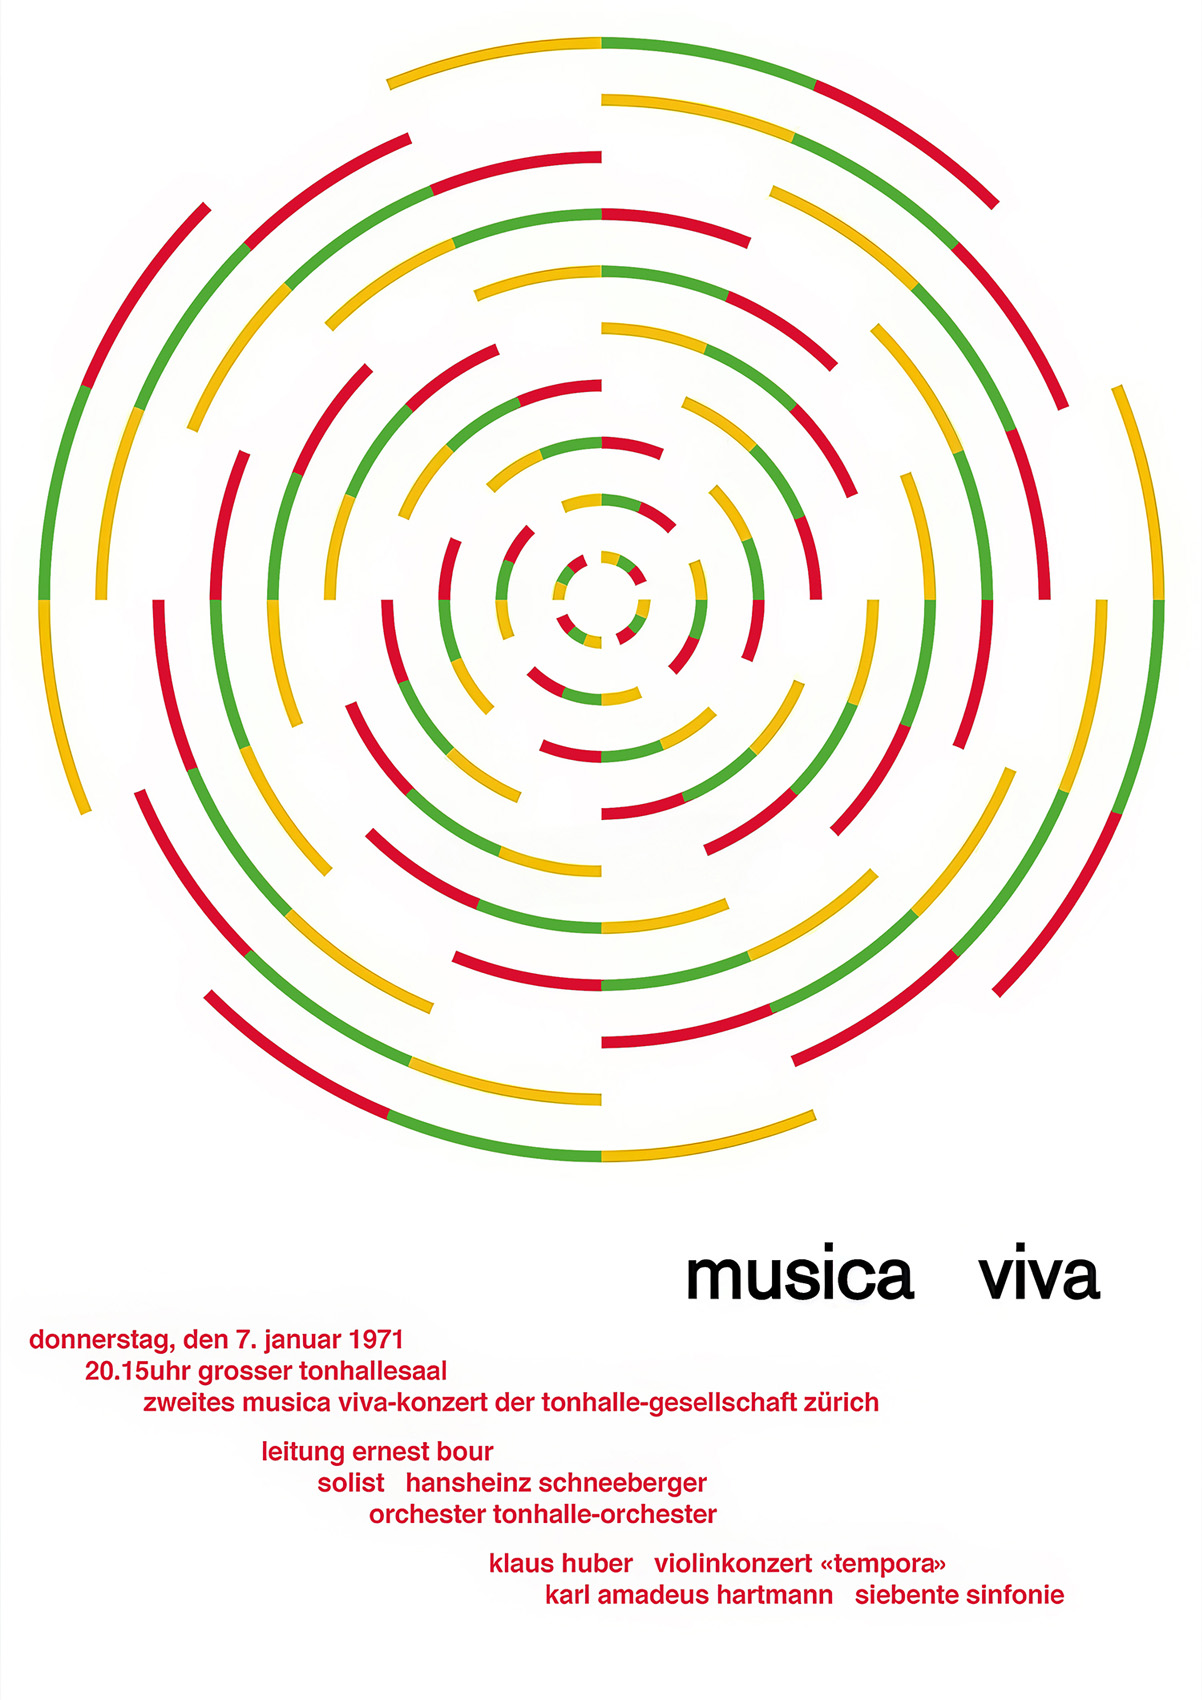 musica viva
donnerstag, den 7. januar 1971
20.15uhr grosser tonhallesaal
zweites musica viva-konzert der tonhalle-gesellschaft zürich
leitung ernest bour
solist hansheinz schneeberger
orchester tonhalle-orchester
klaus huber violinkonzert «tempora»
karl amadeus hartmann siebente sinfonie